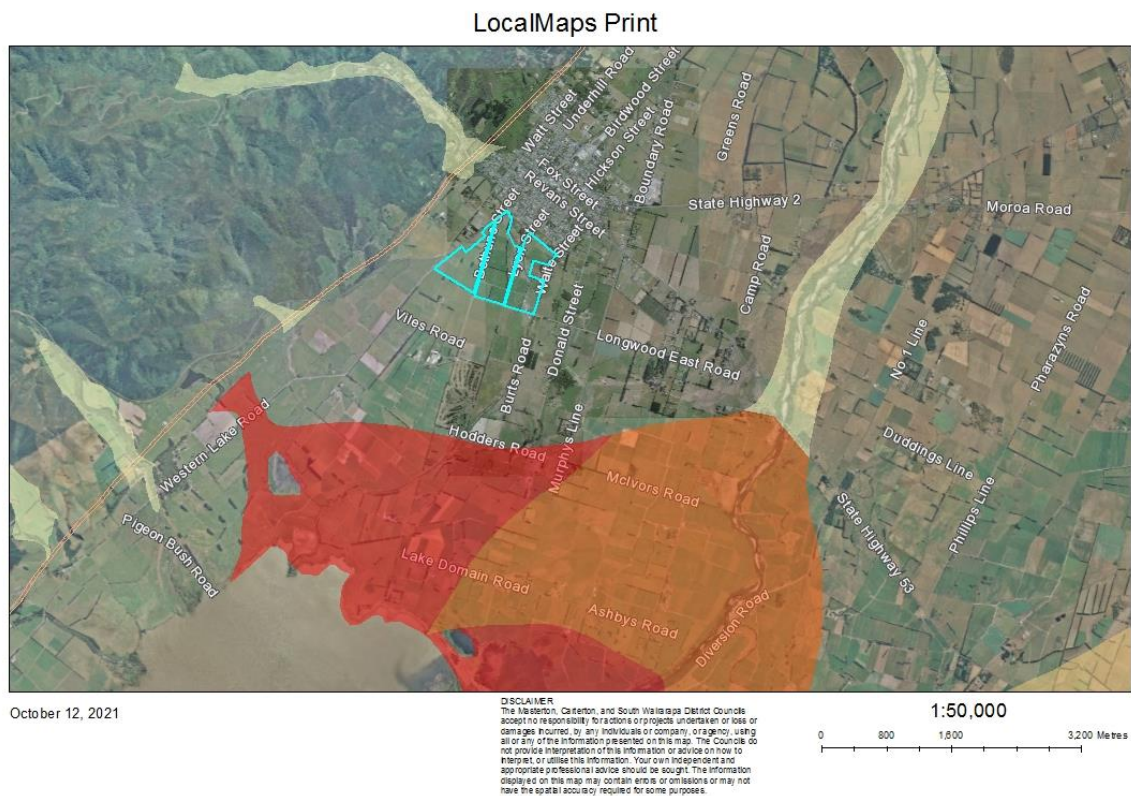 LocalMaps Print
Watt Street
Underhill Road
Birdwood Street
Hickson Street
Boundary Road
Greens Road
Fox Street
Revans Street
State Highway 2
Moroa Road
Bethune Street
Lyon Street
Waite Street
Camp Road
Viles Road
Donald Street
Longwood East Road
Burts Road
No.1 Line
Pharazyns Road
Western Lake Road
Hodders Road
Murphys Line
McIvors Road
Duddings Line
Phillips Line
State Highway 53
Pigeon Bush Road
Lake Domain Road
Ashbys Road
Diversion Road
October 12, 2021
DISCLAIMER
The Masterton, Carterton, and South Wairarapa District Councils
accept no responsibility for actions or projects undertaken or loss or
damages incurred, by any individuals or company, or agency, using
all or any of the information presented on this map. The Councils do
not provide interpretation of this information or advice on how to
interpret, or utilise this information. Your own independent and
appropriate professional advice should be sought. The information
displayed on this map may contain errors or omissions or may not
have the spatial accuracy required for some purposes.
1:50,000
0 800 1,600 3,200 Metres